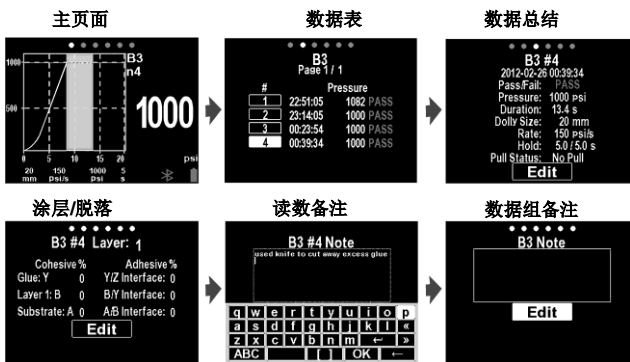 主页面
数据表
数据总结
B3
n4
1000
500
1000
0 5 10 15 20
psi
20 150 1000 5
mm psi/s psi s
B3
Page 1 / 1
# Pressure
1 22:51:05 1082 PASS
2 23:14:05 1000 PASS
3 00:23:54 1000 PASS
4 00:39:34 1000 PASS
B3 #4
2012-02-26 00:39:34
Pass/Fail: PASS
Pressure: 1000 psi
Duration: 13.4 s
Dolly Size: 20 mm
Rate: 150 psi/s
Hold: 5.0 / 5.0 s
Pull Status: No Pull
Edit
涂层/脱落
读数备注
数据组备注
B3 #4 Layer: 1
Cohesive % Adhesive %
Glue: Y 0 Y/Z Interface: 0
Layer 1: B 0 B/Y Interface: 0
Substrate: A 0 A/B Interface: 0
Edit
B3 #4 Note
used knife to cut away excess glue
q w e r t y u i o p
a s d f g h j k l «
z x c v b n m ↵ »
ABC [ ] OK ←
B3 Note
Edit